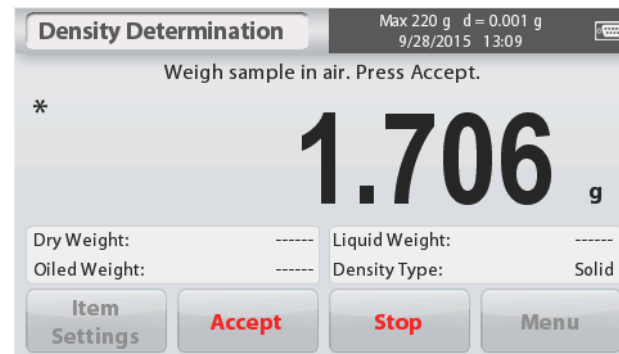 Density Determination
Max 220 g d = 0.001 g
9/28/2015 13:09
Weigh sample in air. Press Accept.
*
1.706 g
Dry Weight: ------ Liquid Weight: ------
Oiled Weight: ------ Density Type: Solid
Item Settings Accept Stop Menu